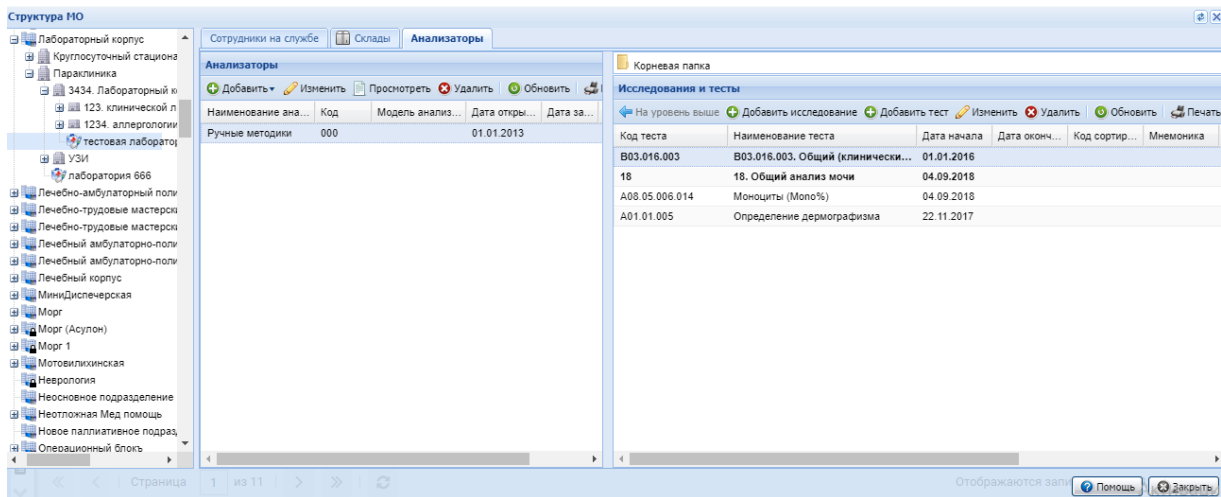 Структура МО
Лабораторный корпус
Круглосуточный стациона
Параклиника
3434. Лабораторный к
123. клинической л
1234. аллергологии
тестовая лаборатор
УЗИ
лаборатория 666
Лечебно-амбулаторный поли
Лечебно-трудовые мастерски
Лечебно-трудовые мастерски
Лечебный амбулаторно-поли
Лечебный амбулаторно-поли
Лечебный корпус
МиниДиспечерская
Морг
Морг (Асулон)
Морг 1
Мотовилихинская
Неврология
Неосновное подразделение
Неотложная Мед помощь
Новое паллиативное подраз,
Операционный блокъ
Сотрудники на службе Склады Анализаторы
Анализаторы
Добавить Изменить Просмотреть Удалить Обновить
Наименование ана... Код Модель анализ... Дата откры... Дата за...
Ручные методики 000 01.01.2013
Корневая папка
Исследования и тесты
На уровень выше Добавить исследование Добавить тест Изменить Удалить Обновить Печать
Код теста Наименование теста Дата начала Дата оконч... Код сортир... Мнемоника
B03.016.003 B03.016.003. Общий (клинически... 01.01.2016
18 18. Общий анализ мочи 04.09.2018
A08.05.006.014 Моноциты (Mono%) 04.09.2018
A01.01.005 Определение дермографизма 22.11.2017
Страница 1 из 11
Отображаются запи
Помощь Закрыть